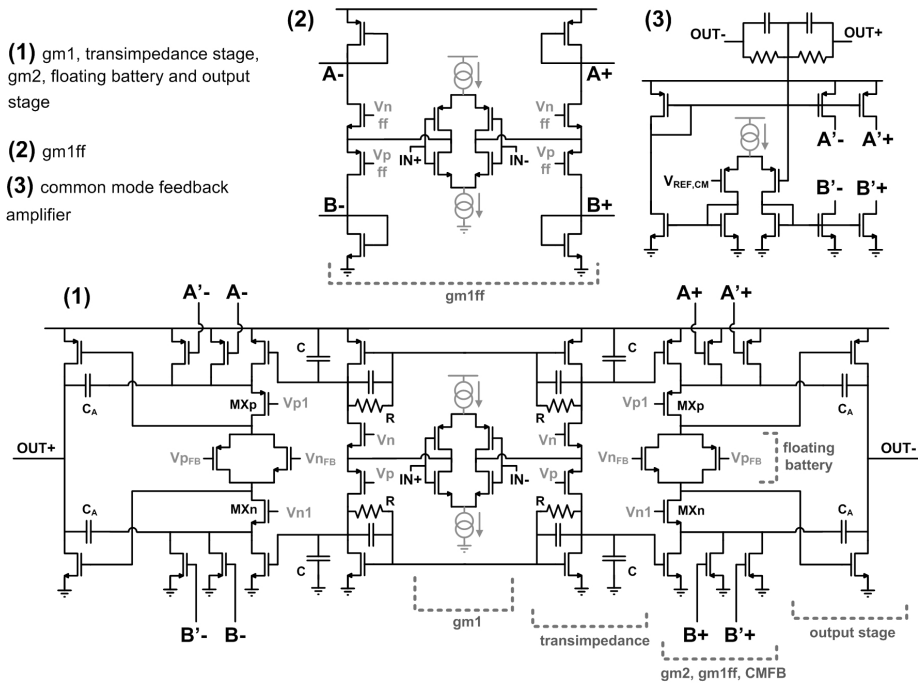 (1) gm1, transimpedance stage,
gm2, floating battery and output
stage
(2) gm1ff
(3) common mode feedback
amplifier
(2)
A-
A+
Vn
ff
Vn
ff
IN+
IN-
Vp
ff
Vp
ff
B-
B+
gm1ff
(3)
OUT-
OUT+
A'-
A'+
VREF,CM
B'-
B'+
(1)
A'-
A-
A+
A'+
C
C
CA
CA
MXp
Vp1
R
R
Vp1
MXp
Vn
Vn
OUT+
VpFB
VnFB
IN+
IN-
VnFB
VpFB
floating
battery
OUT-
Vp
Vp
CA
MXn
Vn1
R
R
Vn1
MXn
CA
C
C
B'-
B-
gm1
transimpedance
B+
B'+
output stage
gm2, gm1ff, CMFB